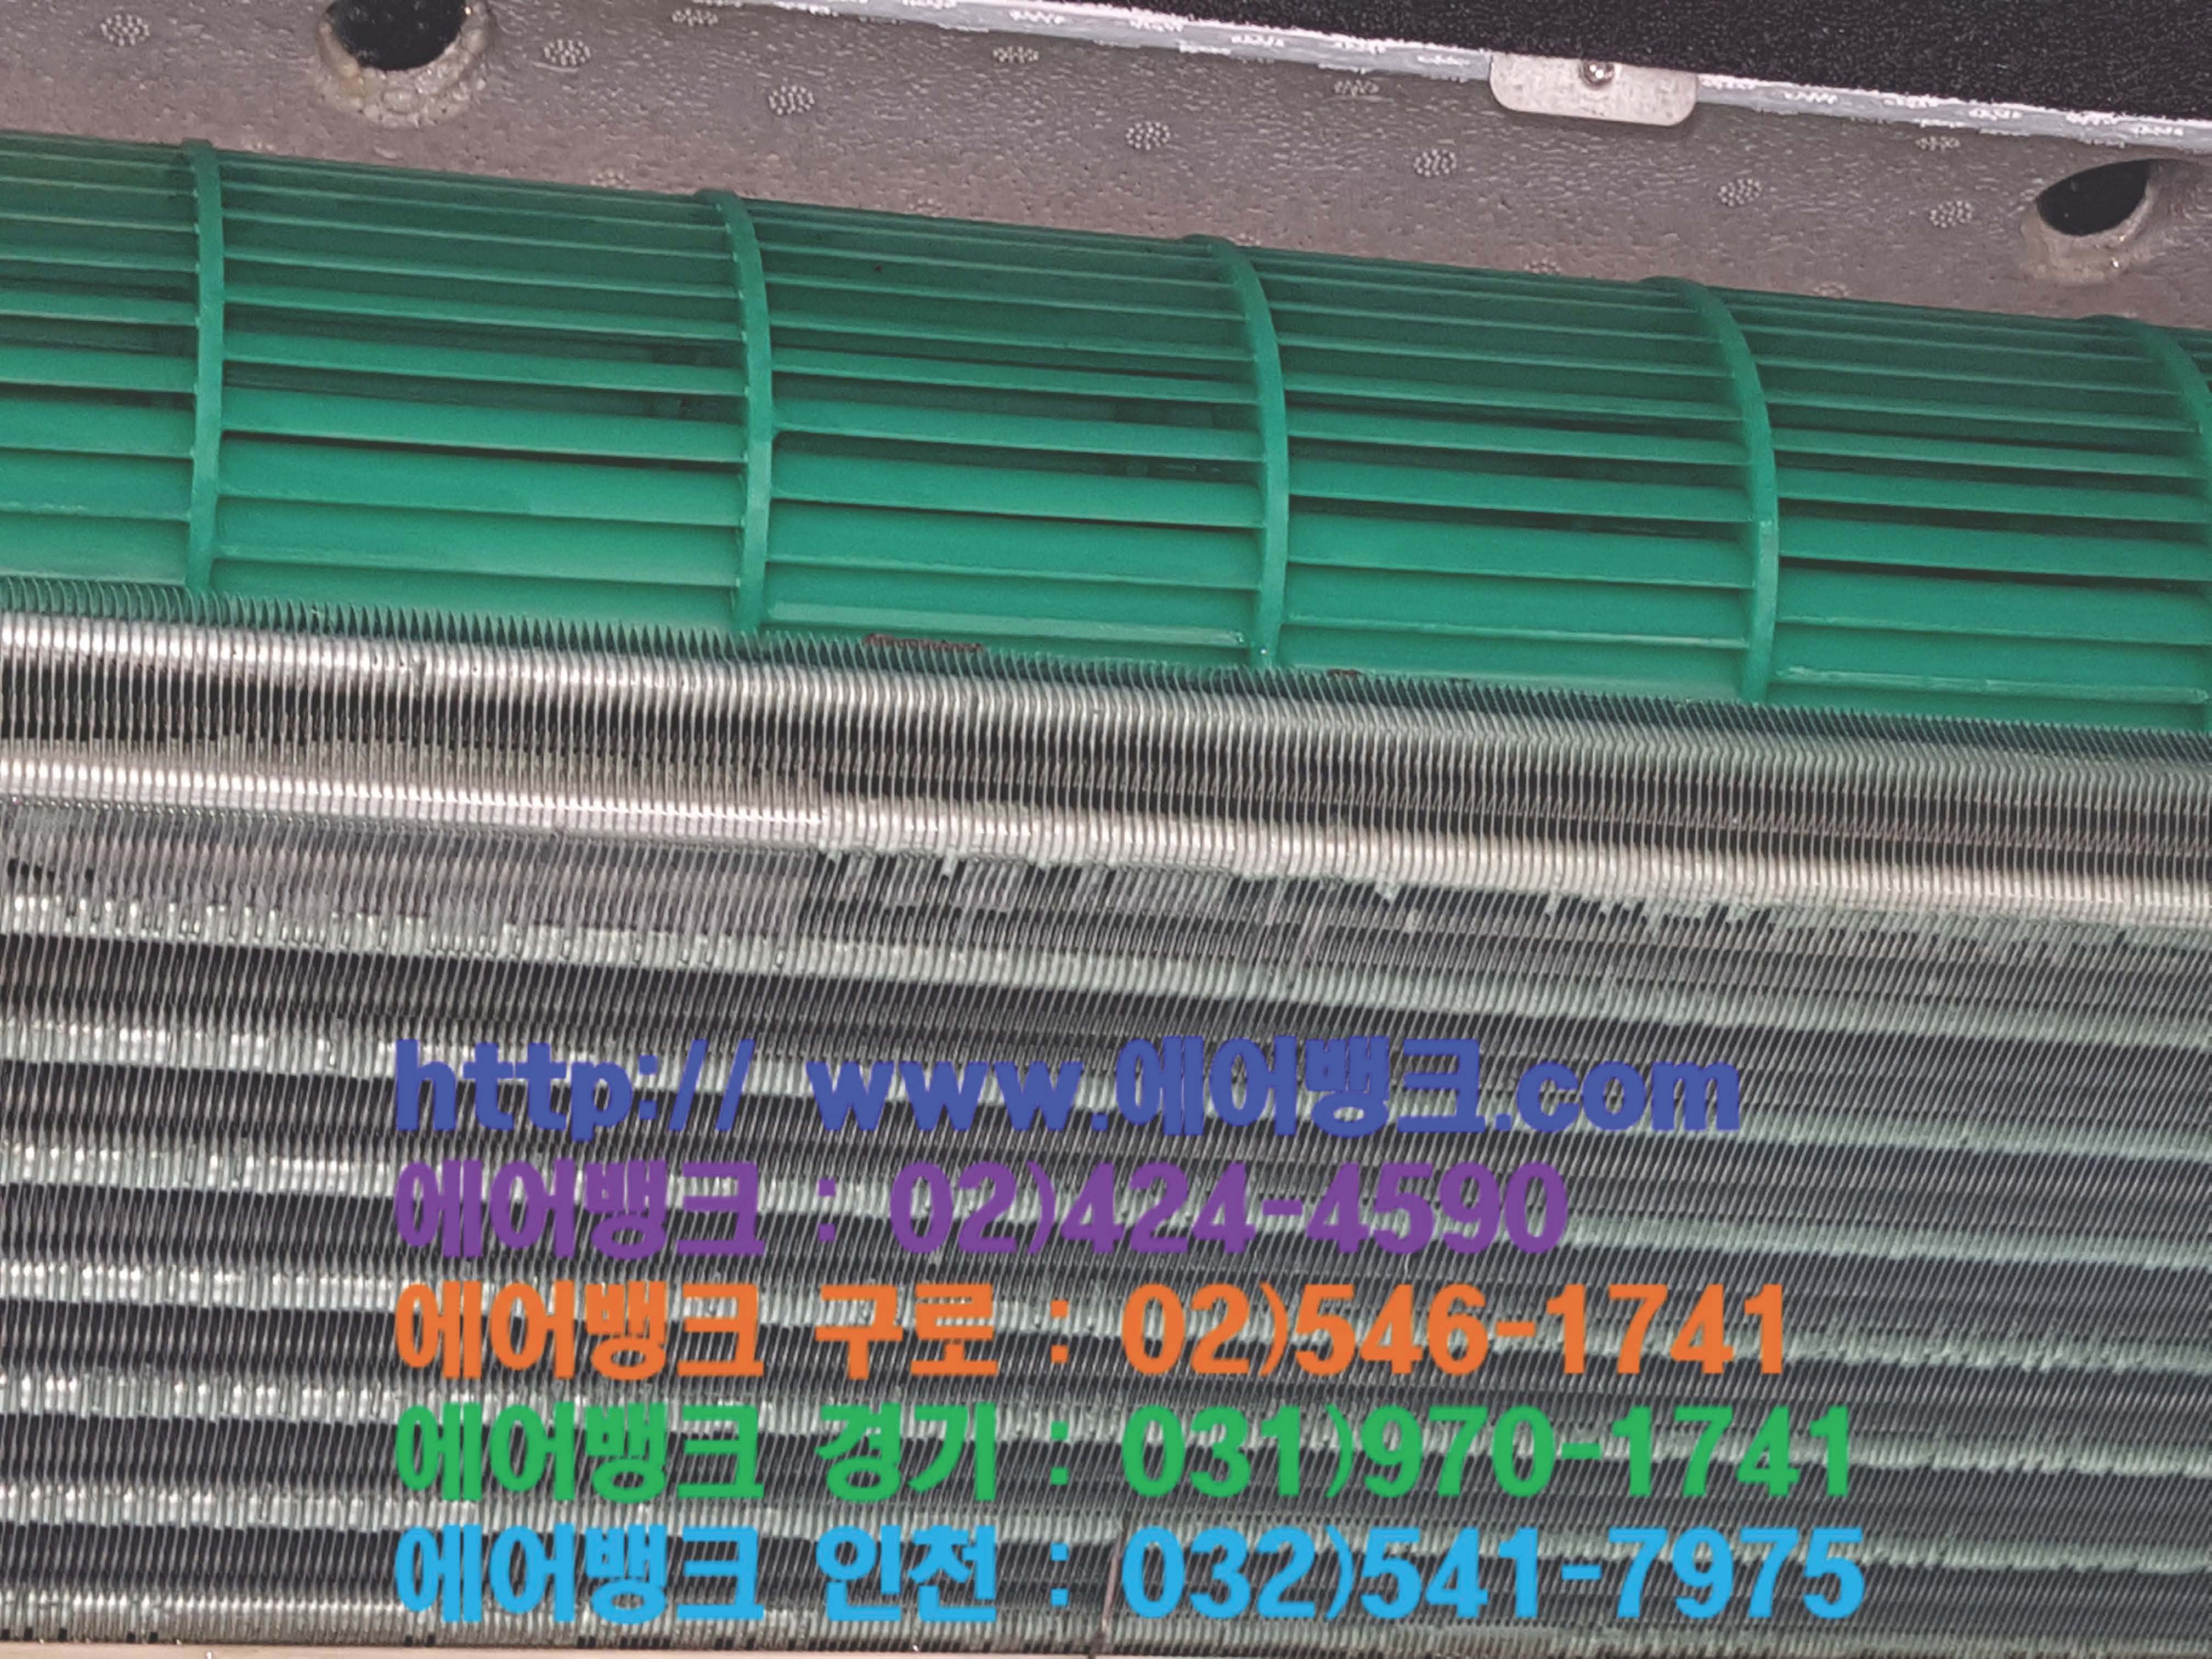 http:// www.에어뱅크.com
에어뱅크 : 02)424-4590
에어뱅크 구로 : 02)546-1741
에어뱅크 경기 : 031)970-1741
에어뱅크 인천 : 032)541-7975